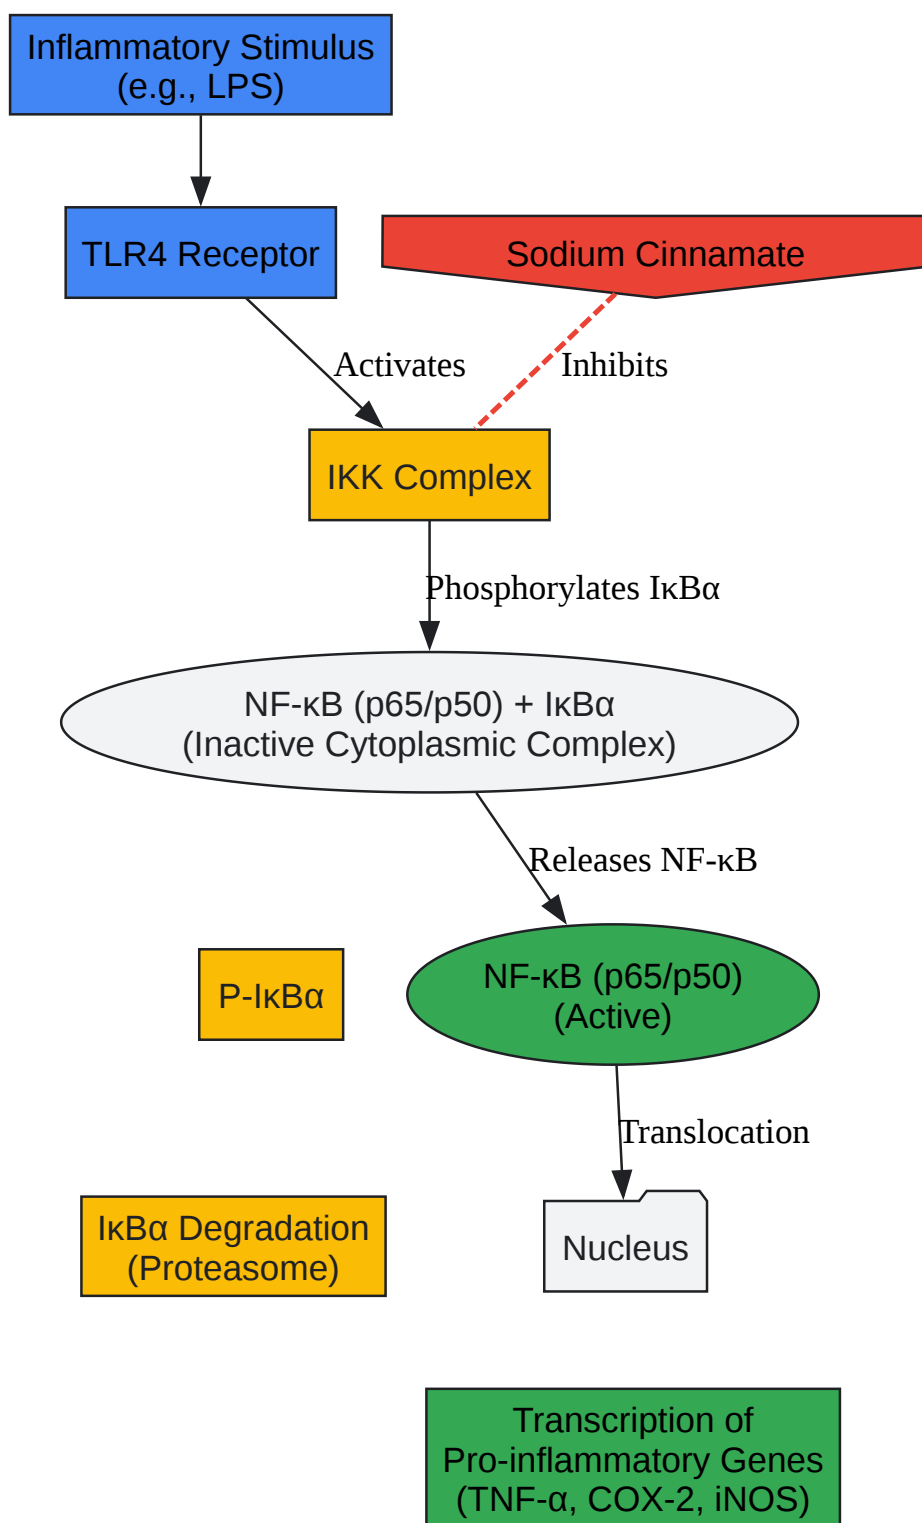 Inflammatory Stimulus
(e.g., LPS)
TLR4 Receptor
Sodium Cinnamate
Activates
Inhibits
IKK Complex
Phosphorylates IκBα
NF-κB (p65/p50) + IκBα
(Inactive Cytoplasmic Complex)
Releases NF-κB
P-IκBα
NF-κB (p65/p50)
(Active)
Translocation
IκBα Degradation
(Proteasome)
Nucleus
Transcription of
Pro-inflammatory Genes
(TNF-α, COX-2, iNOS)